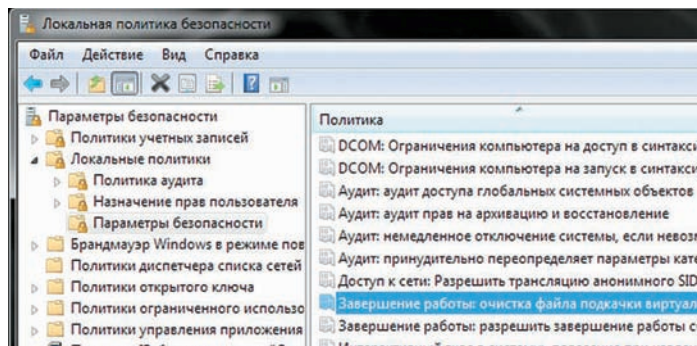 Локальная политика безопасности
Файл Действие Вид Справка
Параметры безопасности
Политики учетных записей
Локальные политики
Политика аудита
Назначение прав пользователя
Параметры безопасности
Брандмауэр Windows в режиме пов
Политики диспетчера списка сетей
Политики открытого ключа
Политики ограниченного использо
Политики управления приложения
Политика
DCOM: Ограничения компьютера на доступ в синтакси
DCOM: Ограничения компьютера на запуск в синтакси
Аудит: аудит доступа глобальных системных объектов
Аудит: аудит прав на архивацию и восстановление
Аудит: немедленное отключение системы, если невозм
Аудит: принудительно переопределяет параметры кате
Доступ к сети: Разрешить трансляцию анонимного SID
Завершение работы: очистка файла подкачки виртуал
Завершение работы: разрешить завершение работы с